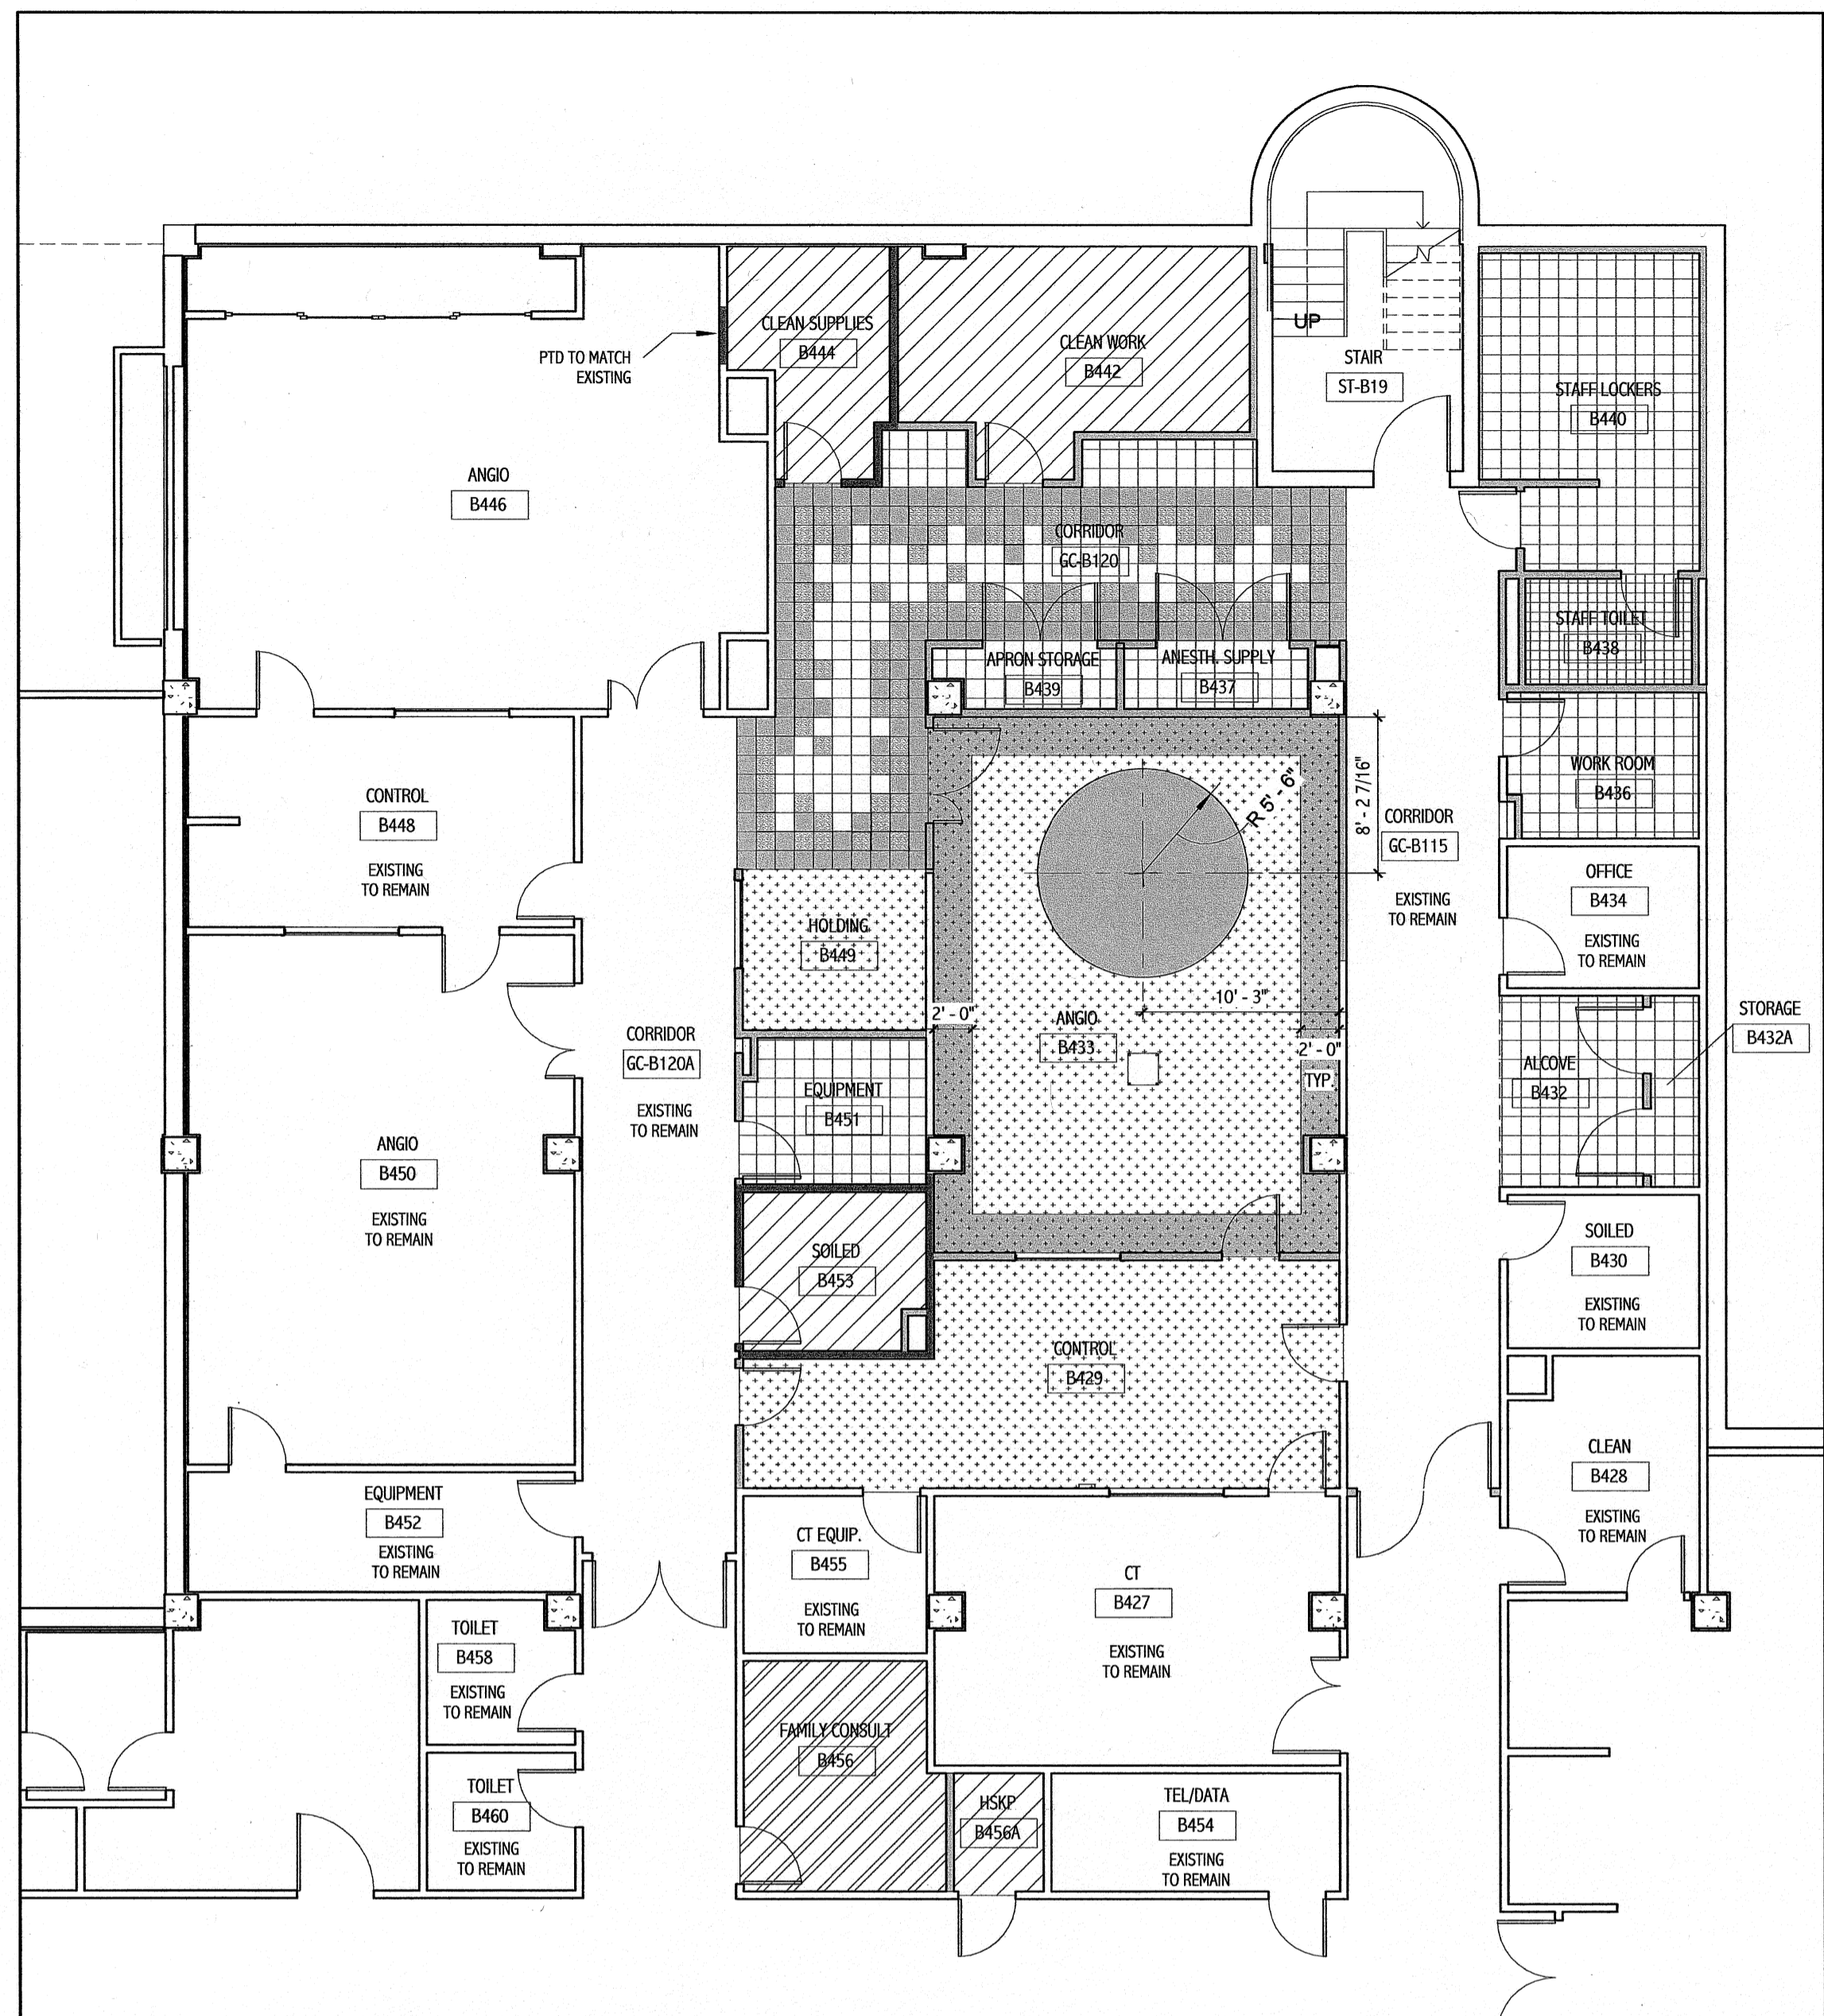 UP
STAIR
ST-B19
CLEAN SUPPLIES
B444
CLEAN WORK
B442
PTD TO MATCH
EXISTING
STAFF LOCKERS
B440
ANGIO
B446
CORRIDOR
GC-B120
STAFF TOILET
B438
APRON STORAGE
B439
ANESTH. SUPPLY
B437
WORK ROOM
B436
CONTROL
B448
EXISTING
TO REMAIN
R 5' - 6"
8' - 2 7/16"
CORRIDOR
GC-B115
EXISTING
TO REMAIN
OFFICE
B434
EXISTING
TO REMAIN
HOLDING
B449
10' - 3"
2' - 0"
ANGIO
B433
2' - 0"
TYP.
STORAGE
B432A
ALCOVE
B432
CORRIDOR
GC-B120A
EXISTING
TO REMAIN
EQUIPMENT
B451
ANGIO
B450
EXISTING
TO REMAIN
SOILED
B453
SOILED
B430
EXISTING
TO REMAIN
CONTROL
B429
CLEAN
B428
EXISTING
TO REMAIN
EQUIPMENT
B452
EXISTING
TO REMAIN
CT EQUIP.
B455
EXISTING
TO REMAIN
CT
B427
EXISTING
TO REMAIN
TOILET
B458
EXISTING
TO REMAIN
FAMILY CONSULT
B456
TOILET
B460
EXISTING
TO REMAIN
HSKP
B456A
TEL/DATA
B454
EXISTING
TO REMAIN